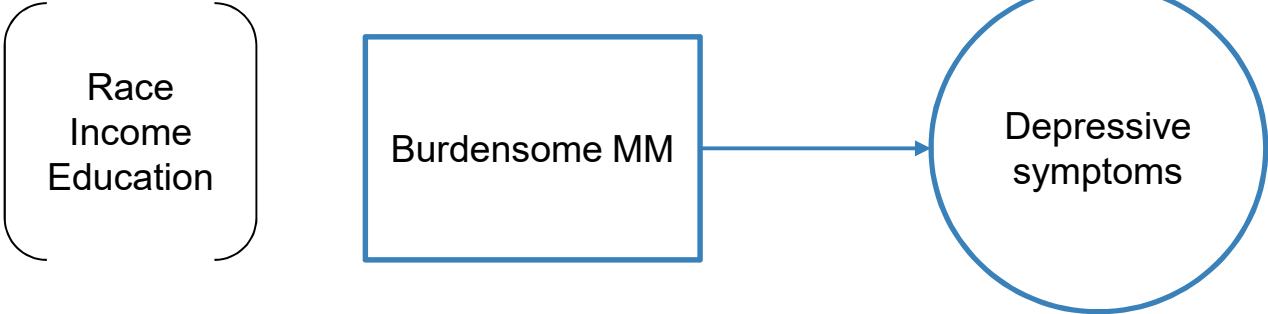 Race
Income
Education
Burdensome MM
Depressive
symptoms